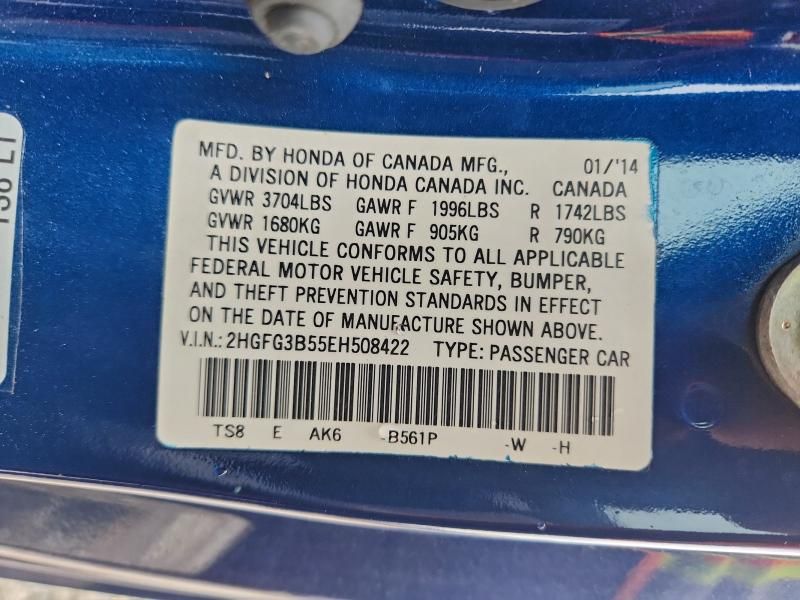 MFD. BY HONDA OF CANADA MFG., 01/'14
A DIVISION OF HONDA CANADA INC. CANADA
GVWR 3704LBS GAWR F 1996LBS R 1742LBS
GVWR 1680KG GAWR F 905KG R 790KG
THIS VEHICLE CONFORMS TO ALL APPLICABLE
FEDERAL MOTOR VEHICLE SAFETY, BUMPER,
AND THEFT PREVENTION STANDARDS IN EFFECT
ON THE DATE OF MANUFACTURE SHOWN ABOVE.
V.I.N.: 2HGFG3B55EH508422 TYPE: PASSENGER CAR
TS8 E AK6 -B561P -W -H